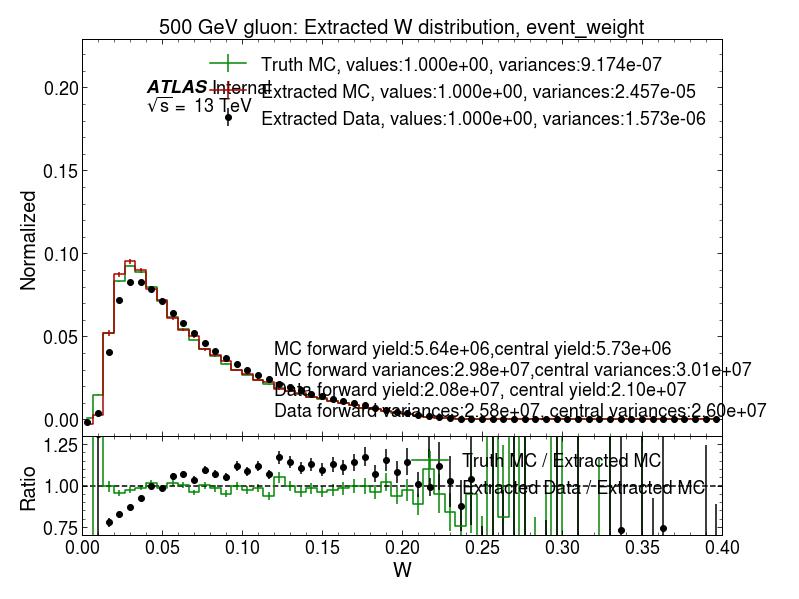 500 GeV gluon: Extracted W distribution, event_weight
Truth MC, values:1.000e+00, variances:9.174e-07
ATLAS Internal
Extracted MC, values:1.000e+00, variances:2.457e-05
√s = 13 TeV
Extracted Data, values:1.000e+00, variances:1.573e-06
0.20
0.15
0.10
0.05
0.00
Normalized
MC forward yield:5.64e+06,central yield:5.73e+06
MC forward variances:2.98e+07,central variances:3.01e+07
Data forward yield:2.08e+07, central yield:2.10e+07
Data forward variances:2.58e+07, central variances:2.60e+07
1.25
1.00
0.75
Ratio
Truth MC / Extracted MC
Extracted Data / Extracted MC
0.00 0.05 0.10 0.15 0.20 0.25 0.30 0.35 0.40
W